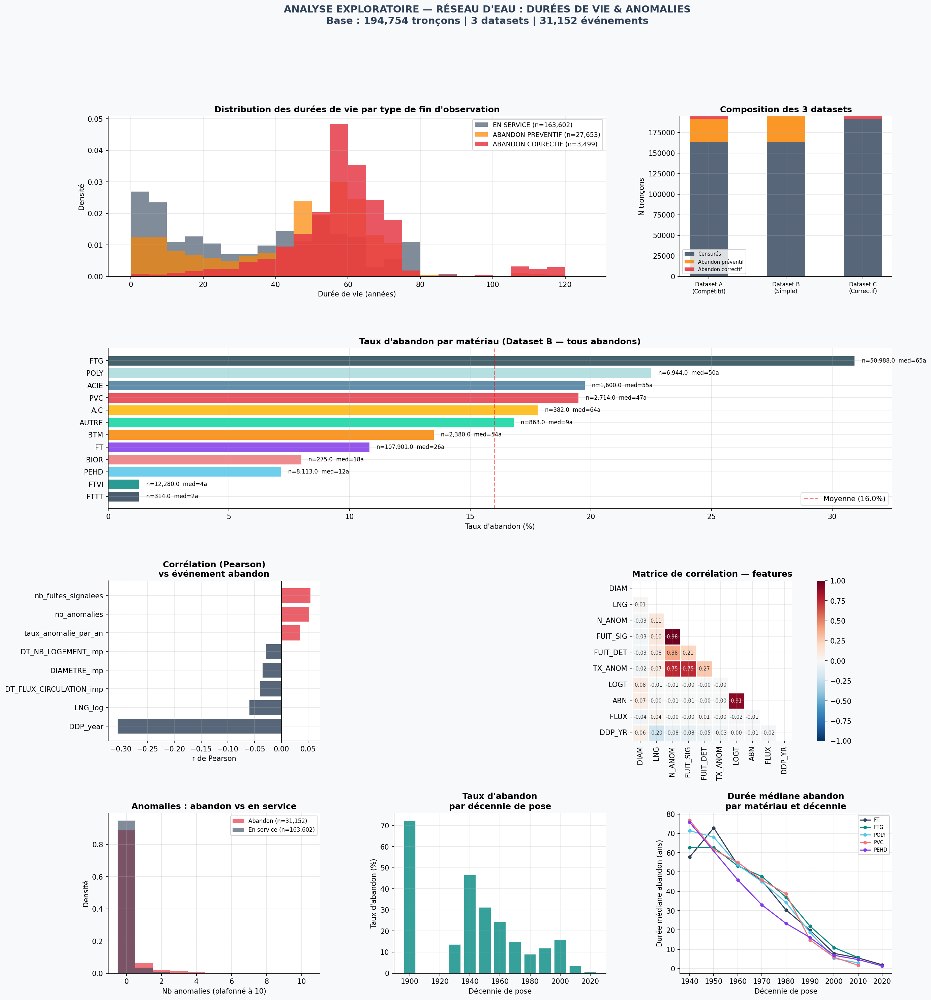 ANALYSE EXPLORATOIRE — RÉSEAU D'EAU : DURÉES DE VIE & ANOMALIES
Base : 194,754 tronçons | 3 datasets | 31,152 événements
Distribution des durées de vie par type de fin d'observation
0.05
0.04
0.03
0.02
0.01
0.00
Densité
EN SERVICE (n=163,602)
ABANDON PREVENTIF (n=27,653)
ABANDON CORRECTIF (n=3,499)
0 20 40 60 80 100 120
Durée de vie (années)
Composition des 3 datasets
175000
150000
125000
100000
75000
50000
25000
0
N tronçons
Censurés
Abandon préventif
Abandon correctif
Dataset A
(Compétitif)
Dataset B
(Simple)
Dataset C
(Correctif)
Taux d'abandon par matériau (Dataset B — tous abandons)
FTG n=50,988.0 med=65a
POLY n=6,944.0 med=50a
ACIE n=1,600.0 med=55a
PVC n=2,714.0 med=47a
A.C n=382.0 med=64a
AUTRE n=863.0 med=9a
BTM n=2,380.0 med=54a
FT n=107,901.0 med=26a
BIOR n=275.0 med=18a
PEHD n=8,113.0 med=12a
FTVI n=12,280.0 med=4a
FTTT n=314.0 med=2a
Moyenne (16.0%)
0 5 10 15 20 25 30
Taux d'abandon (%)
Corrélation (Pearson)
vs événement abandon
nb_fuites_signalees
nb_anomalies
taux_anomalie_par_an
DT_NB_LOGEMENT_imp
DIAMETRE_imp
DT_FLUX_CIRCULATION_imp
LNG_log
DDP_year
−0.30 −0.25 −0.20 −0.15 −0.10 −0.05 0.00 0.05
r de Pearson
Matrice de corrélation — features
DIAM
LNG 0.01
N_ANOM -0.03 0.11
FUIT_SIG -0.03 0.10 0.98
FUIT_DET -0.03 0.08 0.38 0.21
TX_ANOM -0.02 0.07 0.75 0.75 0.27
LOGT 0.08 -0.01 -0.01 -0.00 -0.00 -0.00
ABN 0.07 0.00 -0.01 -0.01 -0.00 -0.00 0.91
FLUX -0.04 0.04 -0.00 -0.00 0.01 -0.00 -0.02 -0.01
DDP_YR 0.06 -0.20 -0.08 -0.08 -0.05 -0.03 0.00 -0.01 -0.02
DIAM LNG N_ANOM FUIT_SIG FUIT_DET TX_ANOM LOGT ABN FLUX DDP_YR
1.00
0.75
0.50
0.25
0.00
−0.25
−0.50
−0.75
−1.00
Anomalies : abandon vs en service
0.8
0.6
0.4
0.2
0.0
Densité
Abandon (n=31,152)
En service (n=163,602)
0 2 4 6 8 10
Nb anomalies (plafonné à 10)
Taux d'abandon
par décennie de pose
70
60
50
40
30
20
10
0
Taux d'abandon (%)
1900 1920 1940 1960 1980 2000 2020
Décennie de pose
Durée médiane abandon
par matériau et décennie
80
70
60
50
40
30
20
10
0
Durée médiane abandon (ans)
FT
FTG
POLY
PVC
PEHD
1940 1950 1960 1970 1980 1990 2000 2010 2020
Décennie de pose